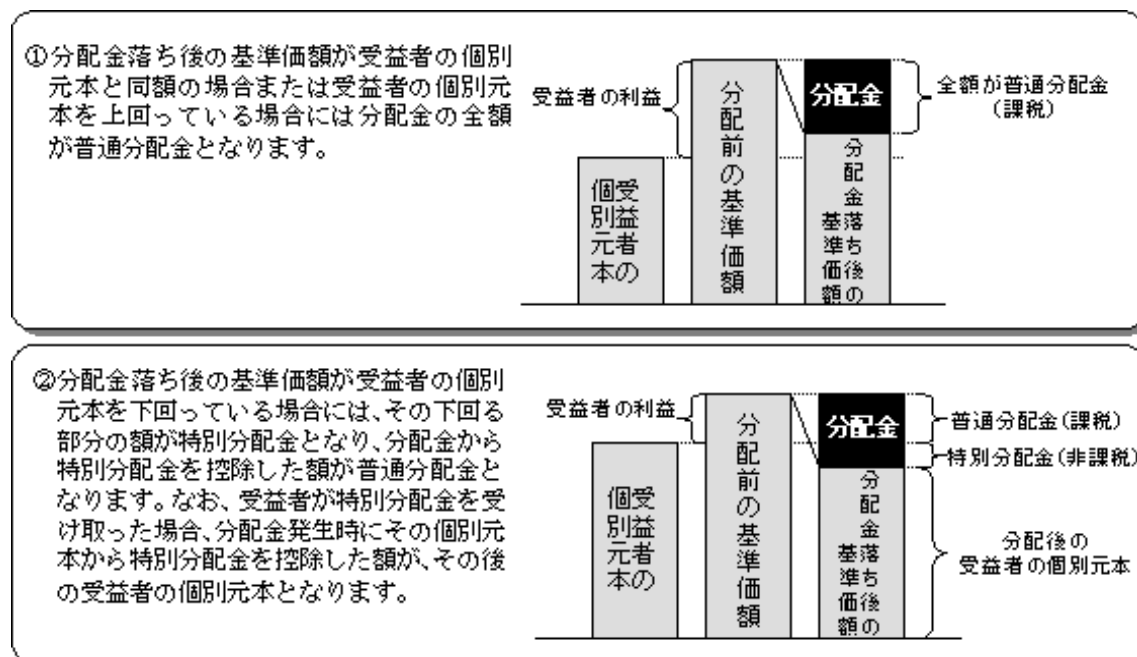 ①分配金落ち後の基準価額が受益者の個別
元本と同額の場合または受益者の個別元
本を上回っている場合には分配金の全額
が普通分配金となります。
受益者の利益
受益者の
個別元本
分配前の基準価額
分配金
分配金落ち後の
基準価額
全額が普通分配金
(課税)
②分配金落ち後の基準価額が受益者の個別
元本を下回っている場合には、その下回る
部分の額が特別分配金となり、分配金から
特別分配金を控除した額が普通分配金と
なります。なお、受益者が特別分配金を受
け取った場合、分配金発生時にその個別元
本から特別分配金を控除した額が、その後
の受益者の個別元本となります。
受益者の利益
受益者の
個別元本
分配前の基準価額
分配金
分配金落ち後の
基準価額
普通分配金(課税)
特別分配金(非課税)
分配後の
受益者の個別元本